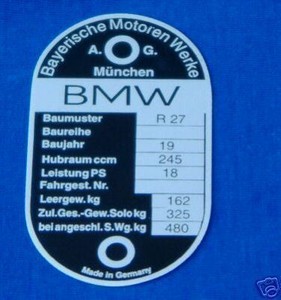 Bayerische Motoren Werke
A. G.
München
BMW
Baumuster R 27
Baureihe
Baujahr 19
Hubraum ccm 245
Leistung PS 18
Fahrgest. Nr.
Leergew. kg 162
Zul.Ges.-Gew.Solo kg 325
bei angeschl. S.Wg.kg 480
Made in Germany